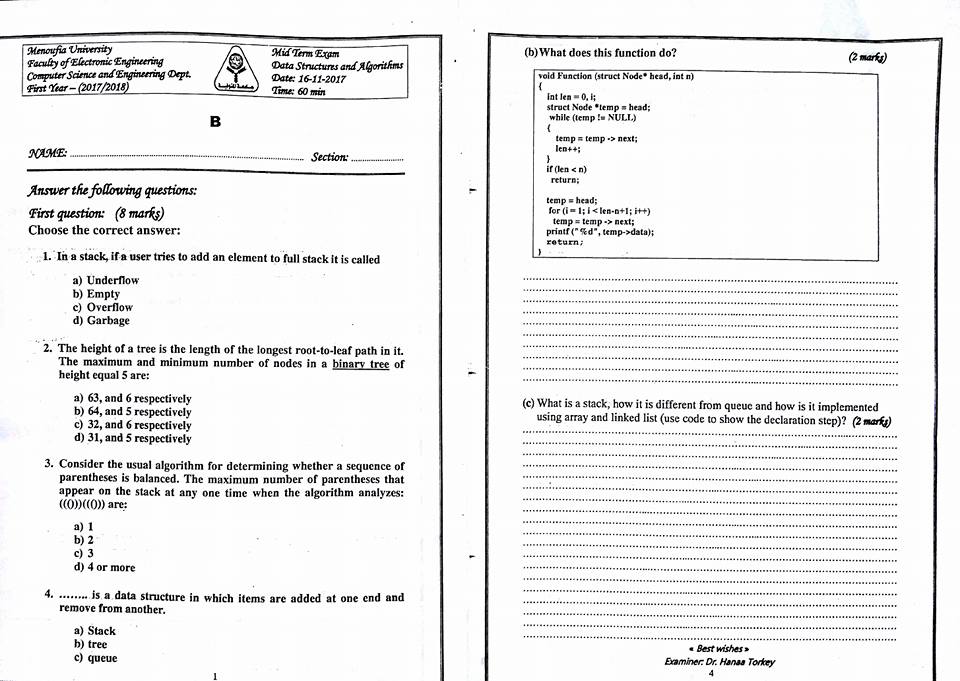 Menoufia University
Faculty of Electronic Engineering
Computer Science and Engineering Dept.
First Year – (2017/2018)
Mid Term Exam
Data Structures and Algorithms
Date: 16-11-2017
Time: 60 min
B
NAME: ........................................ Section: ....................
Answer the following questions:
First question: (8 marks)
Choose the correct answer:
1. In a stack, if a user tries to add an element to full stack it is called
a) Underflow
b) Empty
c) Overflow
d) Garbage
2. The height of a tree is the length of the longest root-to-leaf path in it.
The maximum and minimum number of nodes in a binary tree of
height equal 5 are:
a) 63, and 6 respectively
b) 64, and 5 respectively
c) 32, and 6 respectively
d) 31, and 5 respectively
3. Consider the usual algorithm for determining whether a sequence of
parentheses is balanced. The maximum number of parentheses that
appear on the stack at any one time when the algorithm analyzes:
((()))((())) are:
a) 1
b) 2
c) 3
d) 4 or more
4. ........ is a data structure in which items are added at one end and
remove from another.
a) Stack
b) tree
c) queue
1
(b) What does this function do? (2 marks)
void Function (struct Node* head, int n)
{
int len = 0, i;
struct Node *temp = head;
while (temp != NULL)
{
temp = temp -> next;
len++;
}
if (len < n)
return;
temp = head;
for (i = 1; i < len-n+1; i++)
temp = temp -> next;
printf ("%d", temp->data);
return;
}
(c) What is a stack, how it is different from queue and how is it implemented
using array and linked list (use code to show the declaration step)? (2 marks)
« Best wishes »
Examiner: Dr. Hanaa Torkey
4